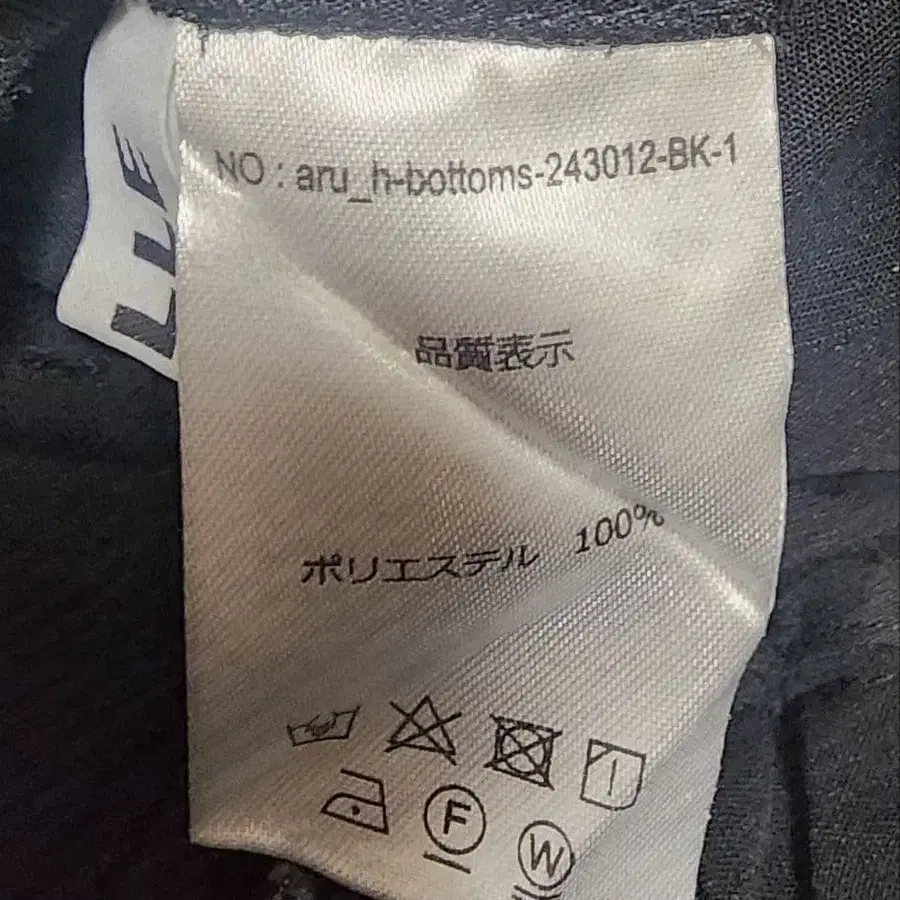 NO : aru_h-bottoms-243012-BK-1
品質表示
ポリエステル 100%
F
W